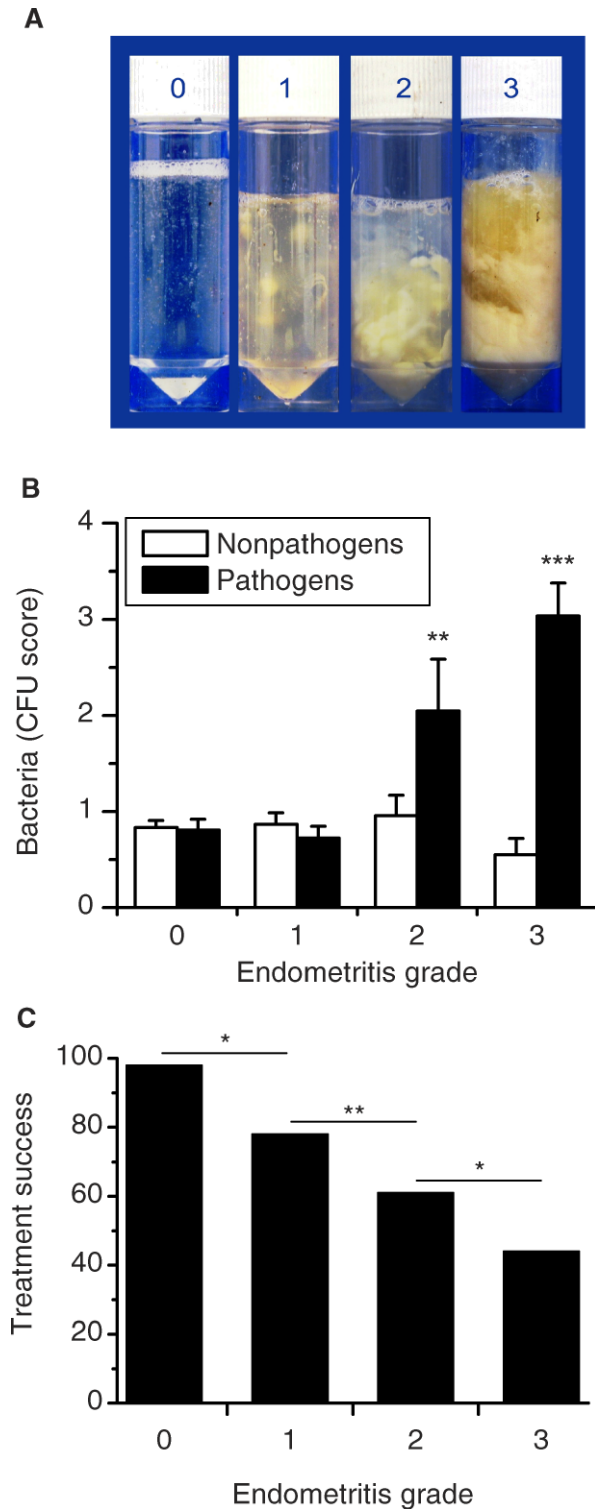 A
0 1 2 3
B
4
3
2
1
0
Bacteria (CFU score)
Nonpathogens
Pathogens
**
***
0 1 2 3
Endometritis grade
C
100
80
60
40
20
0
Treatment success
*
**
*
0 1 2 3
Endometritis grade